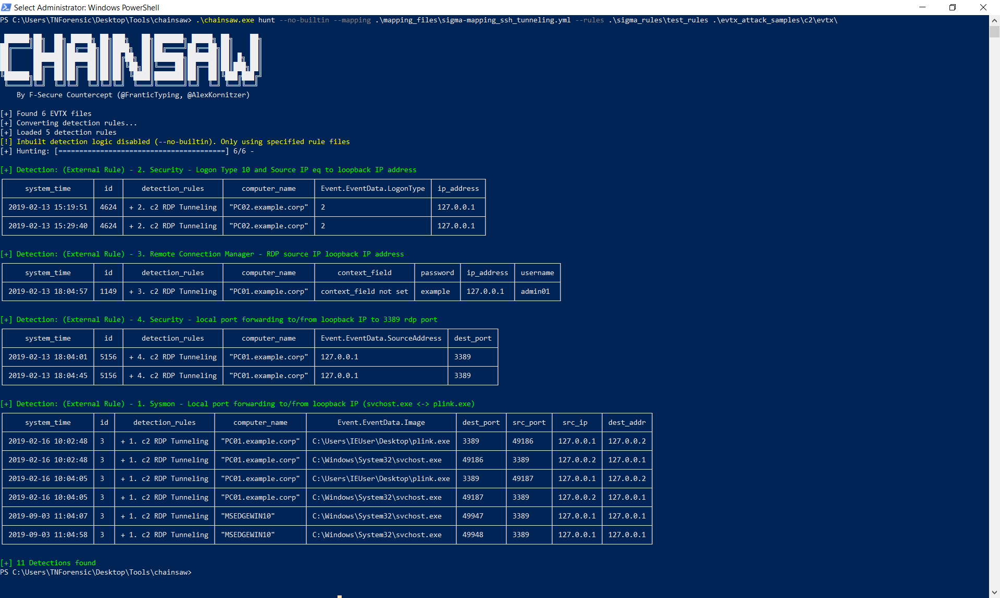 Select Administrator: Windows PowerShell
PS C:\Users\TNForensic\Desktop\Tools\chainsaw> .\chainsaw.exe hunt --no-builtin --mapping .\mapping_files\sigma-mapping_ssh_tunneling.yml --rules .\sigma_rules\test_rules .\evtx_attack_samples\c2\evtx\
CHAINSAW
By F-Secure Countercept (@FranticTyping, @AlexKornitzer)
[+] Found 6 EVTX files
[+] Converting detection rules...
[+] Loaded 5 detection rules
[!] Inbuilt detection logic disabled (--no-builtin). Only using specified rule files
[+] Hunting: [========================================] 6/6 -
[+] Detection: (External Rule) - 2. Security - Logon Type 10 and Source IP eq to loopback IP address
system_time id detection_rules computer_name Event.EventData.LogonType ip_address
2019-02-13 15:19:51 4624 + 2. c2 RDP Tunneling "PC02.example.corp" 2 127.0.0.1
2019-02-13 15:29:40 4624 + 2. c2 RDP Tunneling "PC02.example.corp" 2 127.0.0.1
[+] Detection: (External Rule) - 3. Remote Connection Manager - RDP source IP loopback IP address
system_time id detection_rules computer_name context_field password ip_address username
2019-02-13 18:04:57 1149 + 3. c2 RDP Tunneling "PC01.example.corp" context_field not set example 127.0.0.1 admin01
[+] Detection: (External Rule) - 4. Security - local port forwarding to/from loopback IP to 3389 rdp port
system_time id detection_rules computer_name Event.EventData.SourceAddress dest_port
2019-02-13 18:04:01 5156 + 4. c2 RDP Tunneling "PC01.example.corp" 127.0.0.1 3389
2019-02-13 18:04:45 5156 + 4. c2 RDP Tunneling "PC01.example.corp" 127.0.0.1 3389
[+] Detection: (External Rule) - 1. Sysmon - Local port forwarding to/from loopback IP (svchost.exe <-> plink.exe)
system_time id detection_rules computer_name Event.EventData.Image dest_port src_port src_ip dest_addr
2019-02-16 10:02:48 3 + 1. c2 RDP Tunneling "PC01.example.corp" C:\Users\IEUser\Desktop\plink.exe 3389 49186 127.0.0.1 127.0.0.2
2019-02-16 10:02:48 3 + 1. c2 RDP Tunneling "PC01.example.corp" C:\Windows\System32\svchost.exe 49186 3389 127.0.0.2 127.0.0.1
2019-02-16 10:04:05 3 + 1. c2 RDP Tunneling "PC01.example.corp" C:\Users\IEUser\Desktop\plink.exe 3389 49187 127.0.0.1 127.0.0.2
2019-02-16 10:04:05 3 + 1. c2 RDP Tunneling "PC01.example.corp" C:\Windows\System32\svchost.exe 49187 3389 127.0.0.2 127.0.0.1
2019-09-03 11:04:07 3 + 1. c2 RDP Tunneling "MSEDGEWIN10" C:\Windows\System32\svchost.exe 49947 3389 127.0.0.1 127.0.0.1
2019-09-03 11:04:58 3 + 1. c2 RDP Tunneling "MSEDGEWIN10" C:\Windows\System32\svchost.exe 49948 3389 127.0.0.1 127.0.0.1
[+] 11 Detections found
PS C:\Users\TNForensic\Desktop\Tools\chainsaw>